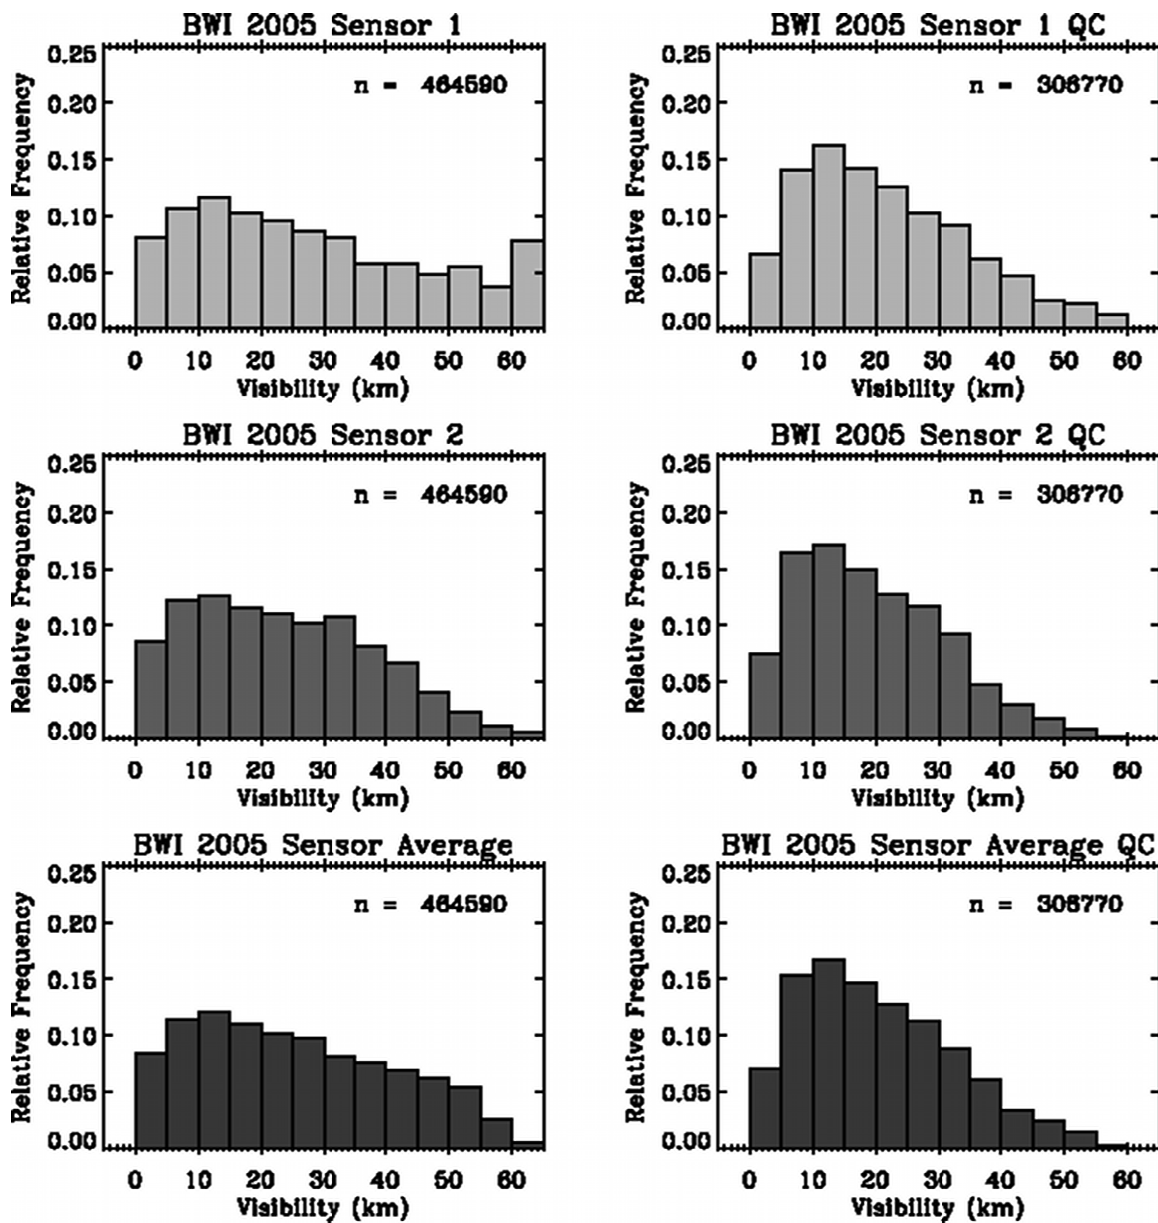 BWI 2005 Sensor 1
n = 464590
Relative Frequency
0.25
0.20
0.15
0.10
0.05
0.00
0 10 20 30 40 50 60
Visibility (km)
BWI 2005 Sensor 1 QC
n = 306770
Relative Frequency
0.25
0.20
0.15
0.10
0.05
0.00
0 10 20 30 40 50 60
Visibility (km)
BWI 2005 Sensor 2
n = 464590
Relative Frequency
0.25
0.20
0.15
0.10
0.05
0.00
0 10 20 30 40 50 60
Visibility (km)
BWI 2005 Sensor 2 QC
n = 306770
Relative Frequency
0.25
0.20
0.15
0.10
0.05
0.00
0 10 20 30 40 50 60
Visibility (km)
BWI 2005 Sensor Average
n = 464590
Relative Frequency
0.25
0.20
0.15
0.10
0.05
0.00
0 10 20 30 40 50 60
Visibility (km)
BWI 2005 Sensor Average QC
n = 306770
Relative Frequency
0.25
0.20
0.15
0.10
0.05
0.00
0 10 20 30 40 50 60
Visibility (km)